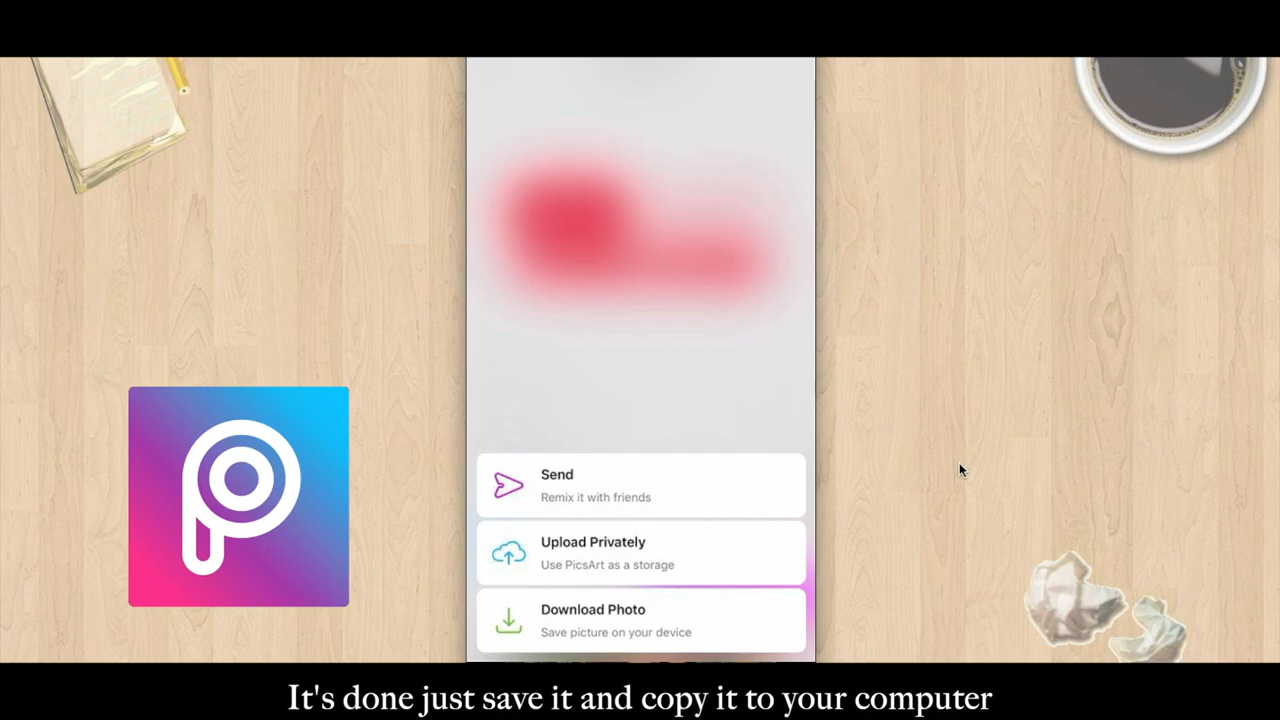 Send
Remix it with friends
Upload Privately
Use PicsArt as a storage
Download Photo
Save picture on your device
It's done just save it and copy it to your computer